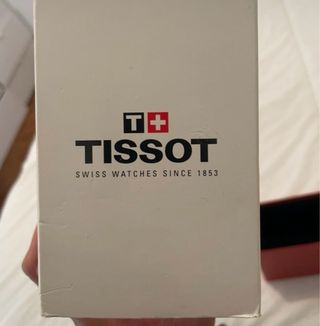 T+
TISSOT
SWISS WATCHES SINCE 1853